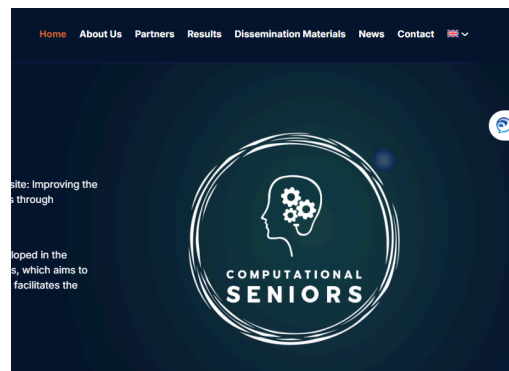 Home About Us Partners Results Dissemination Materials News Contact
site: Improving the
s through
loped in the
s, which aims to
facilitates the
COMPUTATIONAL
SENIORS